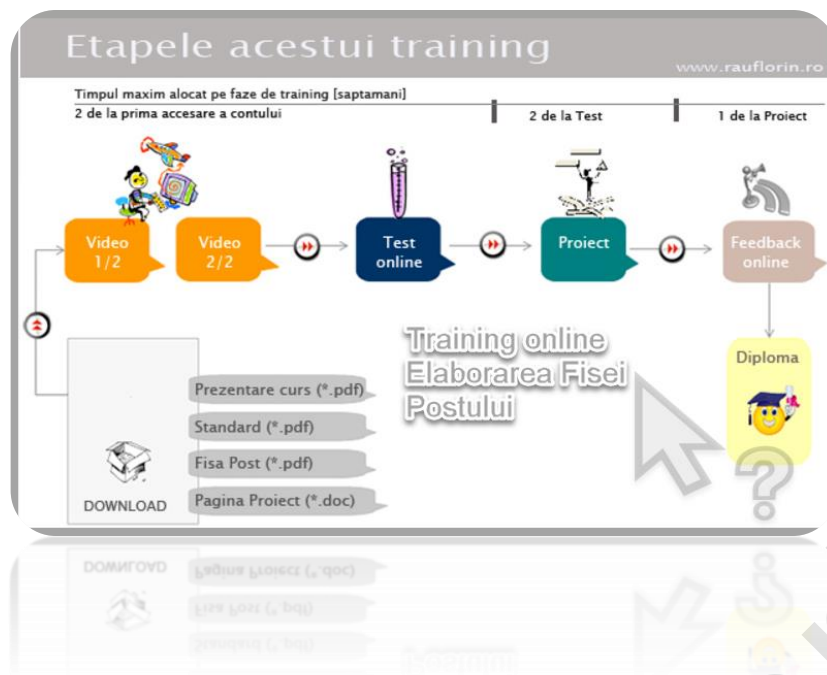 Etapele acestui training
www.rauflorin.ro
Timpul maxim alocat pe faze de training [saptamani]
2 de la prima accesare a contului
2 de la Test
1 de la Proiect
Video
1/2
Video
2/2
Test
online
Proiect
Feedback
online
Training online
Elaborarea Fisei
Postului
Diploma
Prezentare curs (*.pdf)
Standard (*.pdf)
Fisa Post (*.pdf)
Pagina Proiect (*.doc)
DOWNLOAD
?